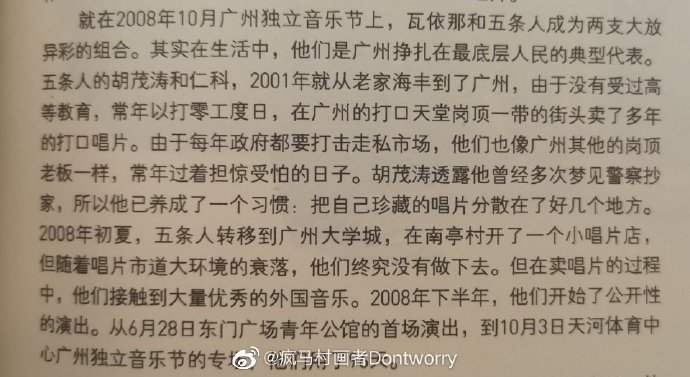 就在2008年10月广州独立音乐节上，瓦依那和五条人成为两支大放
异彩的组合。其实在生活中，他们是广州挣扎在最底层人民的典型代表。
五条人的胡茂涛和仁科，2001年就从老家海丰到了广州，由于没有受过高
等教育，常年以打零工度日，在广州的打口天堂岗顶一带的街头卖了多年
的打口唱片。由于每年政府都要打击走私市场，他们也像广州其他的岗顶
老板一样，常年过着担惊受怕的日子。胡茂涛透露他曾经多次梦见警察抄
家，所以他已养成了一个习惯：把自己珍藏的唱片分散在了好几个地方。
2008年初夏，五条人转移到广州大学城，在南亭村开了一个小唱片店，
但随着唱片市道大环境的衰落，他们终究没有做下去。但在卖唱片的过程
中，他们接触到大量优秀的外国音乐。2008年下半年，他们开始了公开性
的演出。从6月28日东门广场青年公馆的首场演出，到10月3日天河体育中
心广州独立音乐节的专场
@疯马村画者Dontworry